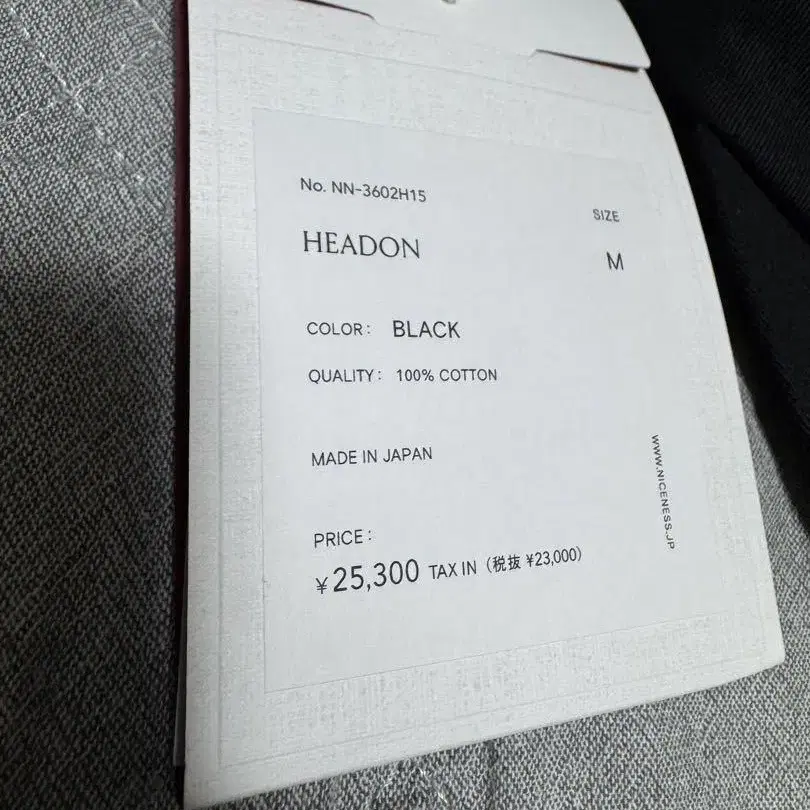 No. NN-3602H15
SIZE
HEADON
M
COLOR: BLACK
QUALITY: 100% COTTON
MADE IN JAPAN
PRICE:
¥25,300 TAX IN (税抜 ¥23,000)
WWW.NICENESS.JP